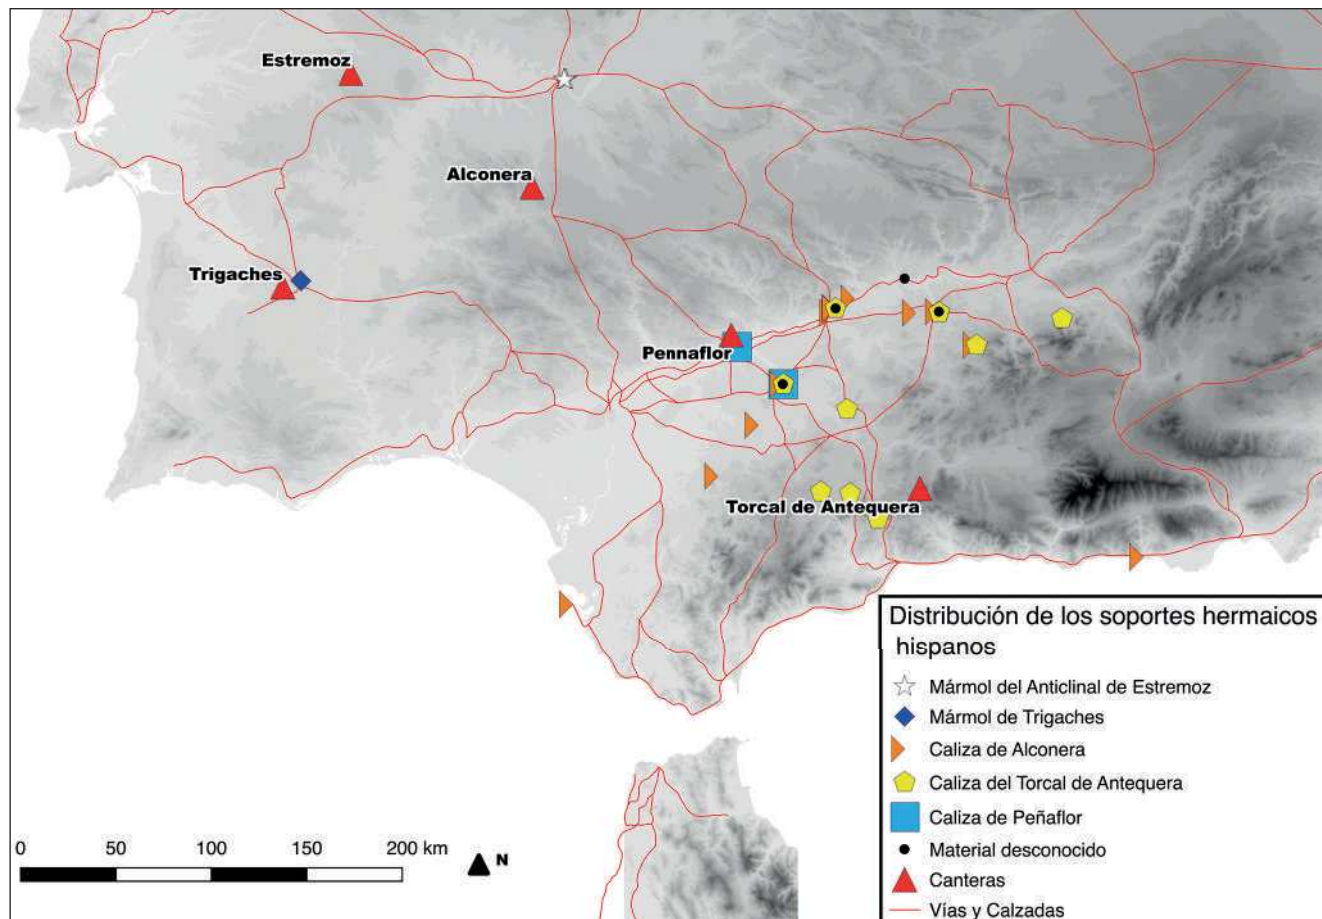 Estremoz
Alconera
Trigaches
Pennaflor
Torcal de Antequera
Distribución de los soportes hermaicos
hispanos
Mármol del Anticlinal de Estremoz
Mármol de Trigaches
Caliza de Alconera
Caliza del Torcal de Antequera
Caliza de Peñaflor
Material desconocido
Canteras
Vías y Calzadas
0 50 100 150 200 km
N